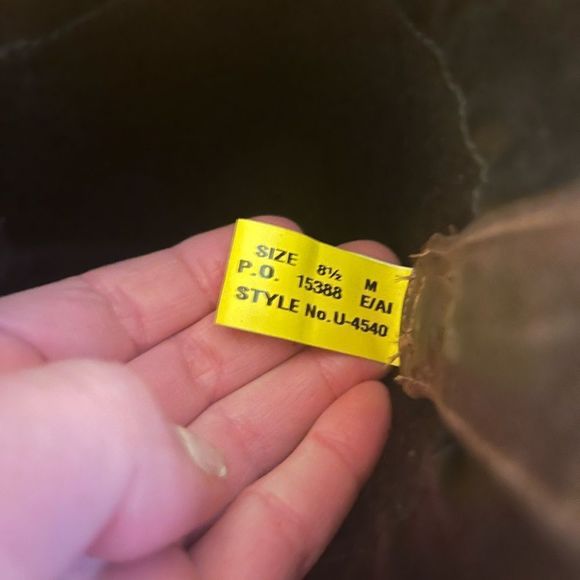 SIZE 8½ M
P.O. 15388 E/AI
STYLE No. U-4540